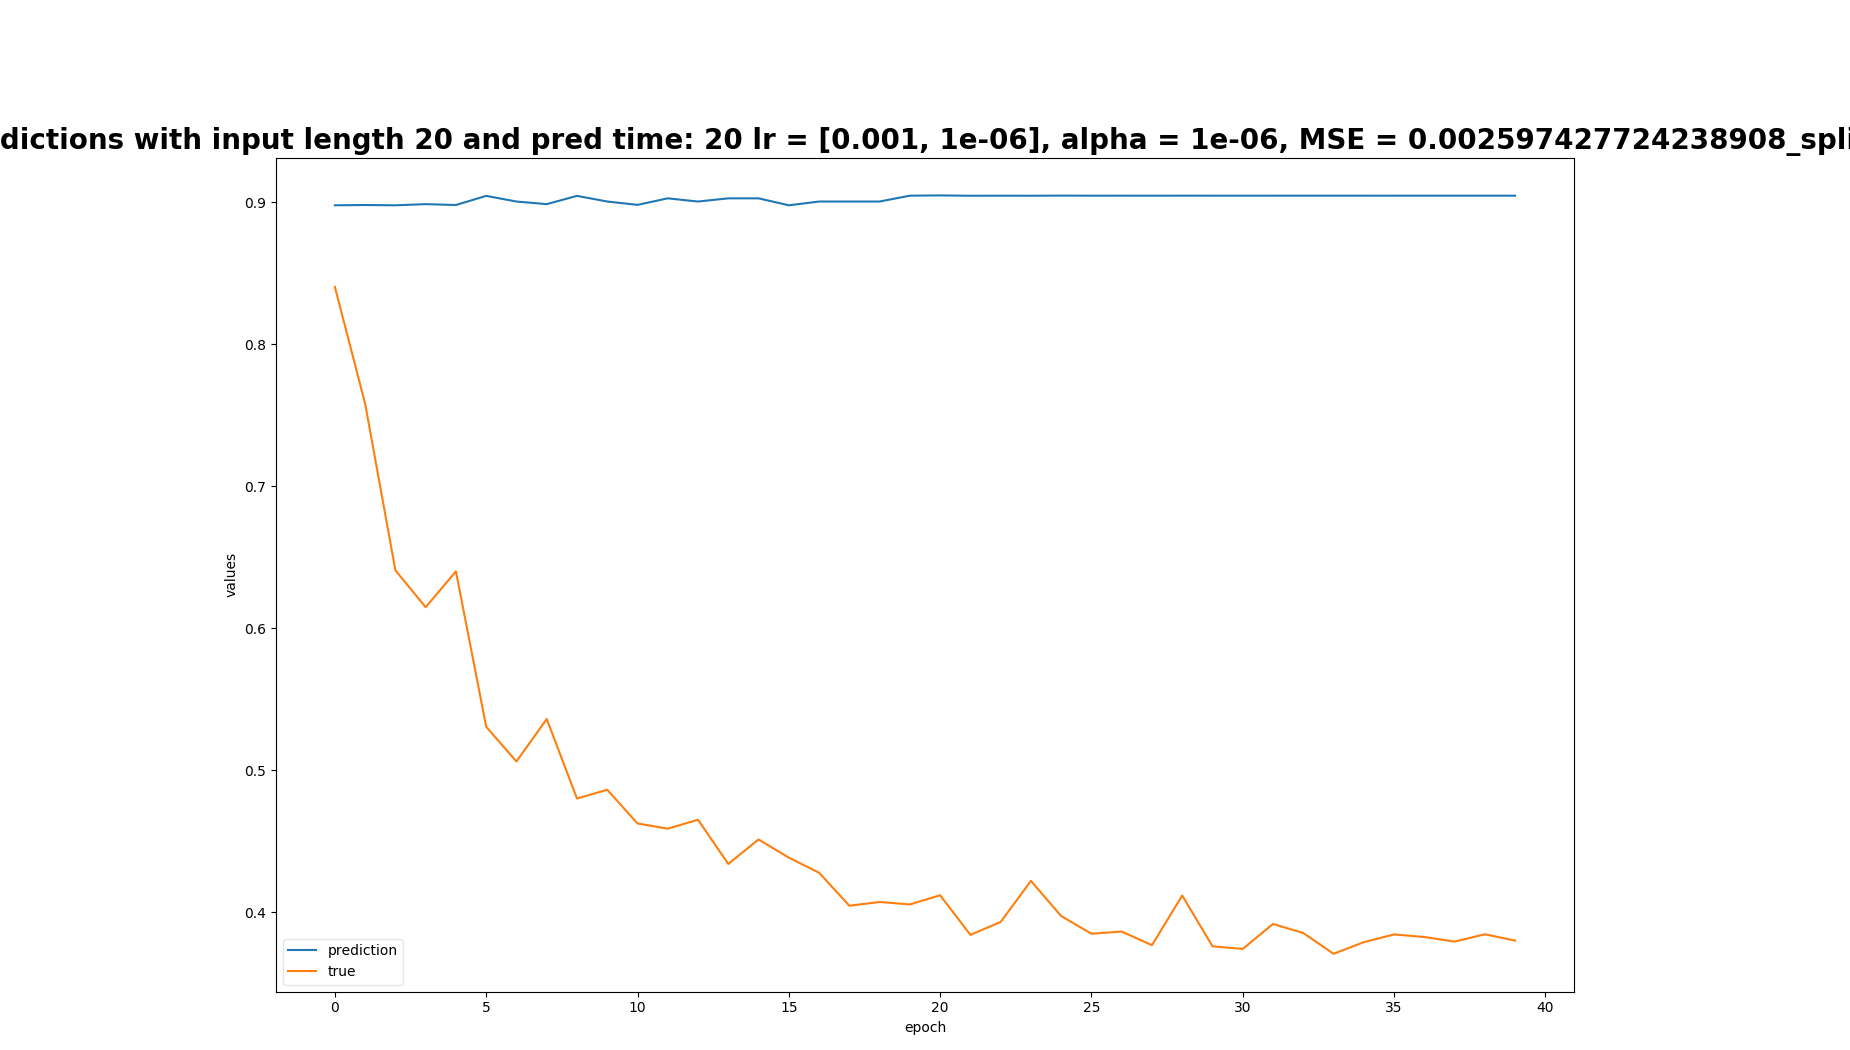 dictions with input length 20 and pred time: 20 lr = [0.001, 1e-06], alpha = 1e-06, MSE = 0.002597427724238908_spli
0.9
0.8
0.7
0.6
0.5
0.4
values
prediction
true
0 5 10 15 20 25 30 35 40
epoch